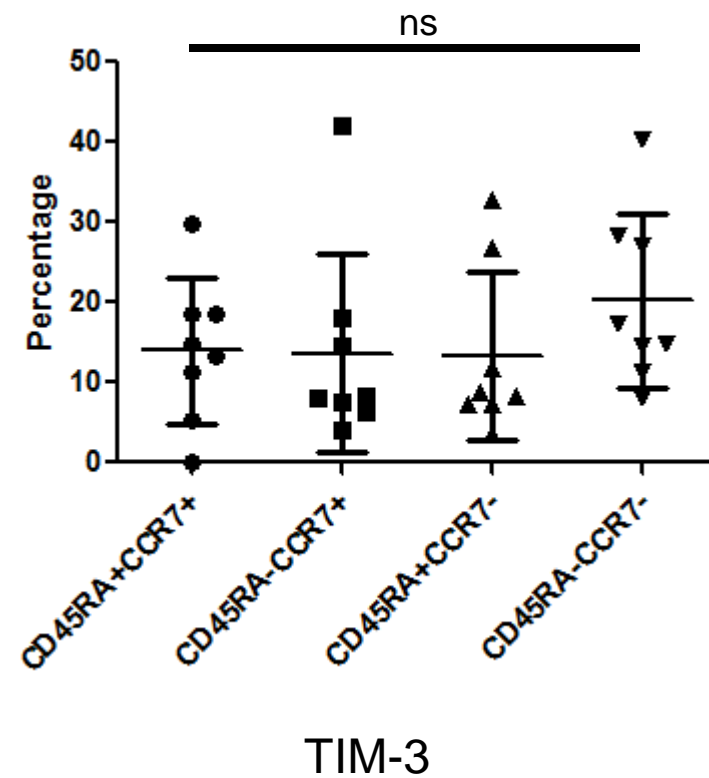 ns
50
40
30
20
10
0
Percentage
CD45RA+CCR7+
CD45RA-CCR7+
CD45RA+CCR7-
CD45RA-CCR7-
TIM-3